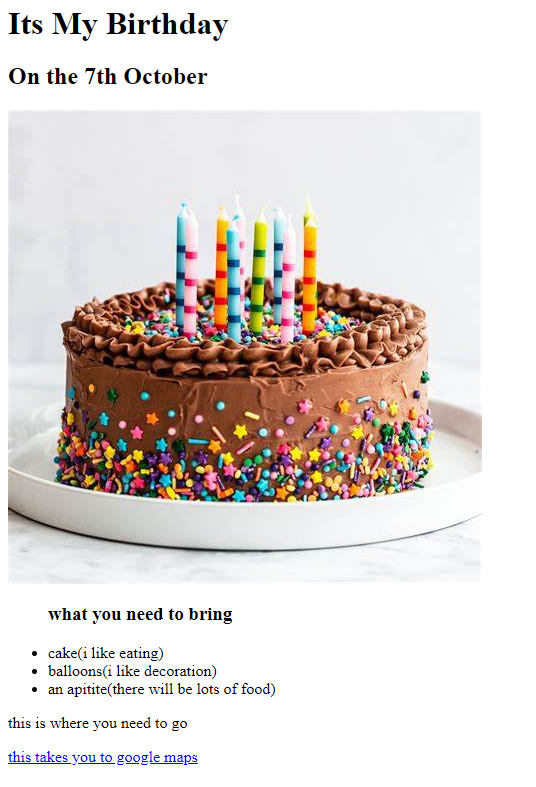 Its My Birthday
On the 7th October
what you need to bring
cake(i like eating)
balloons(i like decoration)
an apitite(there will be lots of food)
this is where you need to go
this takes you to google maps